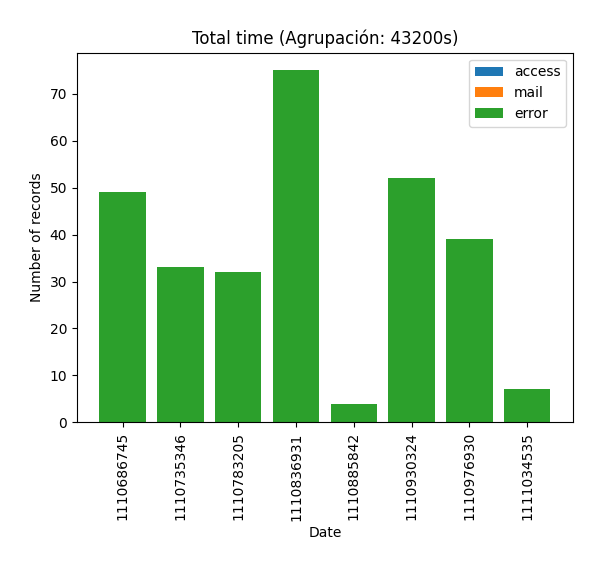 Total time (Agrupación: 43200s)
access
mail
error
Number of records
70
60
50
40
30
20
10
0
1110686745
1110735346
1110783205
1110836931
1110885842
1110930324
1110976930
1111034535
Date